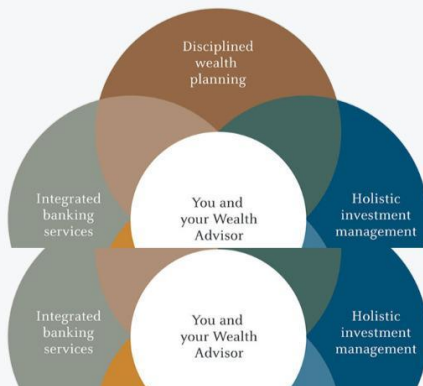 Disciplined
wealth
planning
Integrated
banking
services
You and
your Wealth
Advisor
Holistic
investment
management
Integrated
banking
services
You and
your Wealth
Advisor
Holistic
investment
management